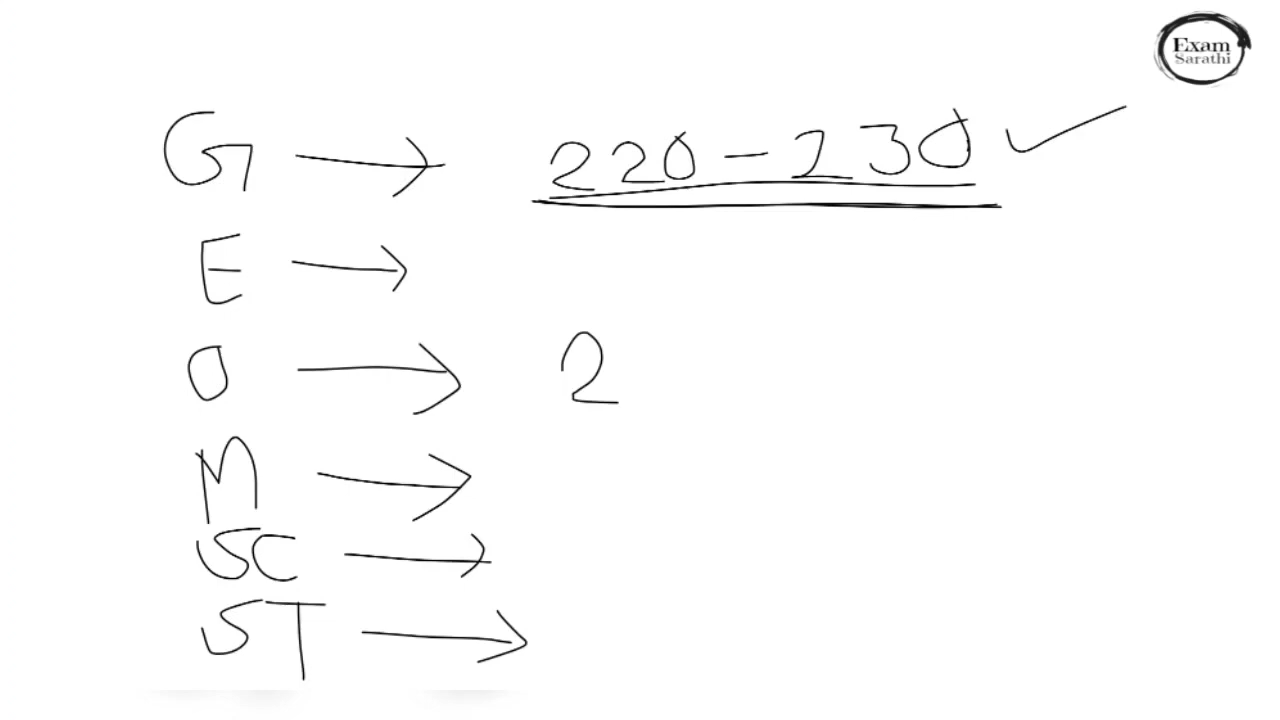 Exam
Sarathi
G → 220 - 230 ✓
E →
O → 2
M →
SC →
ST →